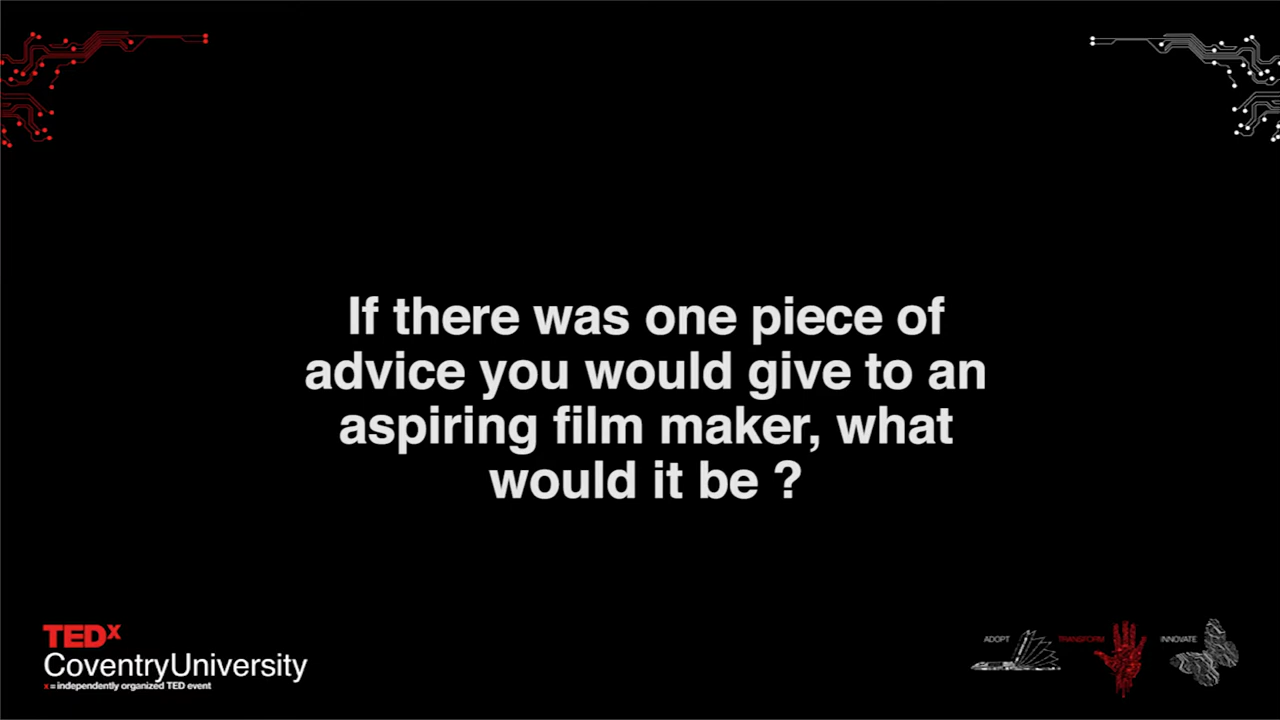 If there was one piece of
advice you would give to an
aspiring film maker, what
would it be ?
TEDx
CoventryUniversity
x = independently organized TED event
ADOPT
TRANSFORM
INNOVATE